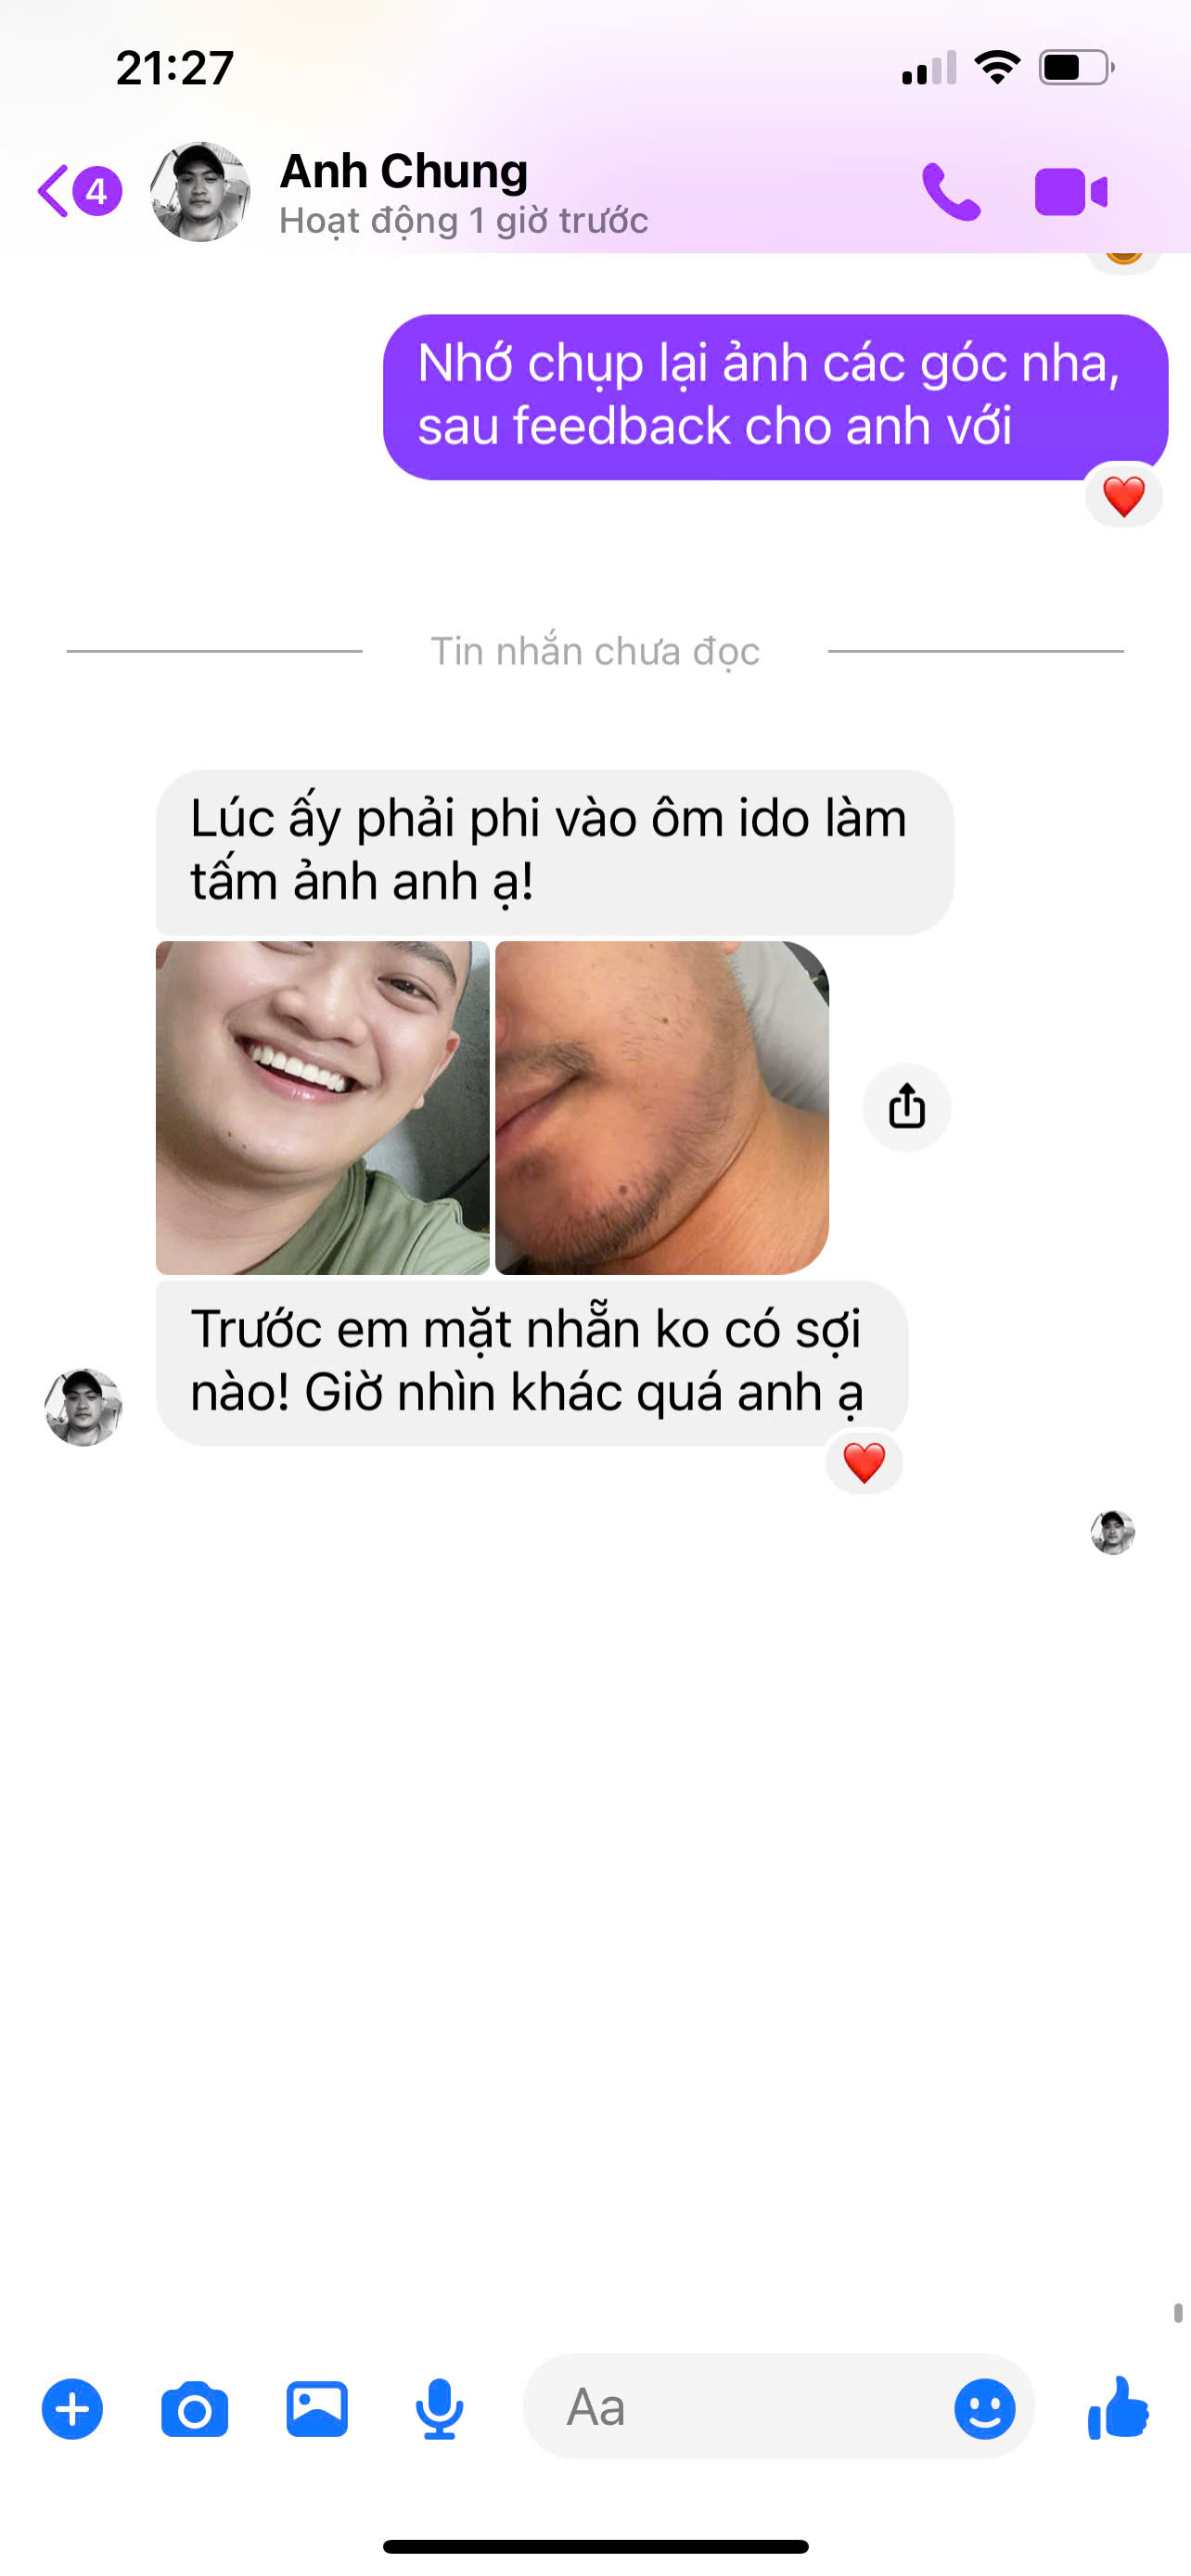 21:27
4
Anh Chung
Hoạt động 1 giờ trước
Nhớ chụp lại ảnh các góc nha,
sau feedback cho anh với
Tin nhắn chưa đọc
Lúc ấy phải phi vào ôm ido làm
tấm ảnh anh ạ!
Trước em mặt nhẵn ko có sợi
nào! Giờ nhìn khác quá anh ạ
Aa